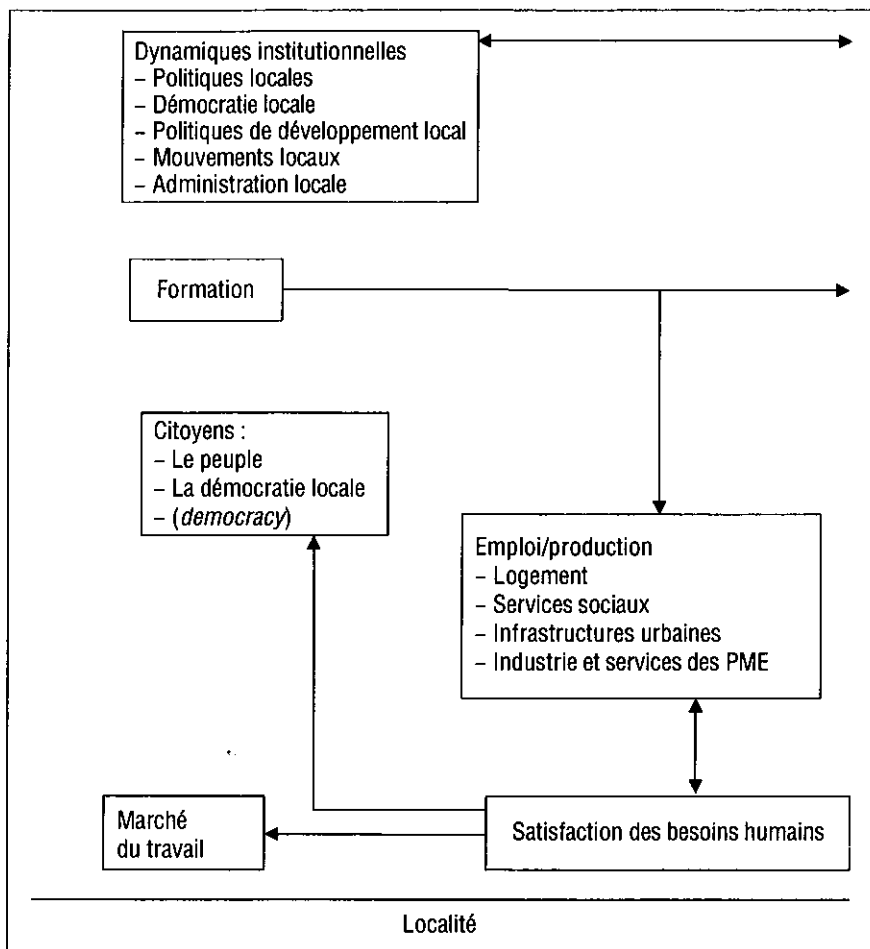 Dynamiques institutionnelles
– Politiques locales
– Démocratie locale
– Politiques de développement local
– Mouvements locaux
– Administration locale
Formation
Citoyens :
– Le peuple
– La démocratie locale
– (democracy)
Emploi/production
– Logement
– Services sociaux
– Infrastructures urbaines
– Industrie et services des PME
Marché
du travail
Satisfaction des besoins humains
Localité